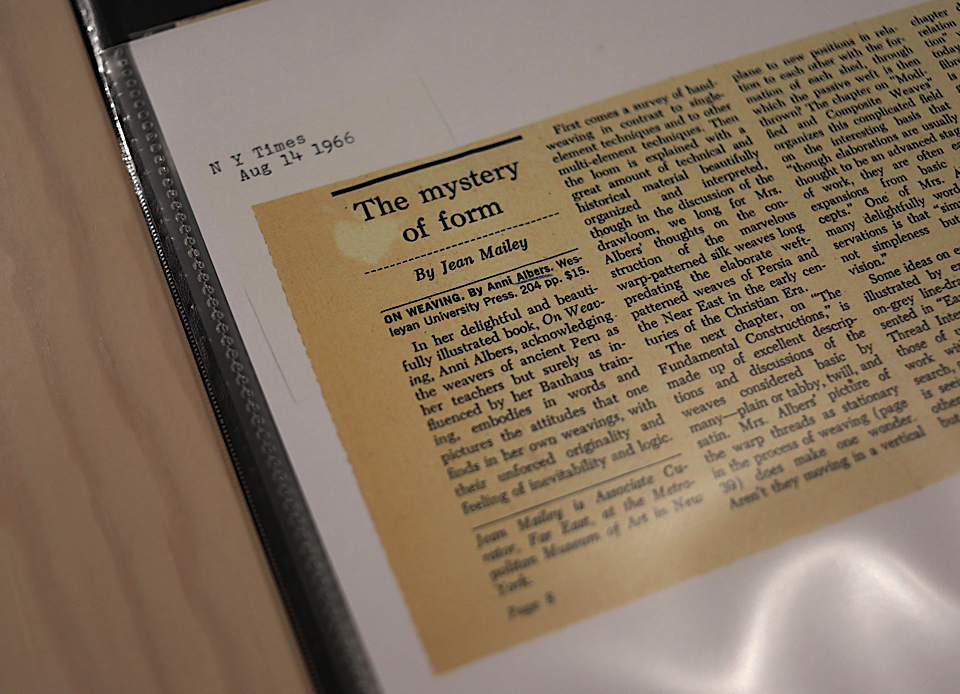 N Y Times
Aug 14 1966
The mystery
of form
By Jean Mailey
ON WEAVING. By Anni Albers. Wes-
leyan University Press. 204 pp. $15.
In her delightful and beauti-
fully illustrated book, On Weav-
ing, Anni Albers, acknowledging
the weavers of ancient Peru as
her teachers but surely as in-
fluenced by her Bauhaus train-
ing, embodies in words and
pictures the attitudes that one
finds in her own weavings, with
their unforced originality and
feeling of inevitability and logic.
Jean Mailey is Associate Cu-
rator, Far East, at the Metro-
politan Museum of Art in New
York.
Page 8
First comes a survey of hand-
weaving in contrast to single-
element techniques and to other
multi-element techniques. Then
the loom is explained with a
great amount of technical and
historical material beautifully
organized and interpreted
though in the discussion of the
drawloom, we long for Mrs.
Albers' thoughts on the con-
struction of the marvelous
warp-patterned silk weaves long
predating the elaborate weft-
patterned weaves of Persia and
the Near East in the early cen-
turies of the Christian Era.
The next chapter, on "The
Fundamental Constructions," is
made up of excellent descrip-
tions and discussions of the
weaves considered basic by
many—plain or tabby, twill, and
satin. Mrs. Albers' picture of
the warp threads as stationary
in the process of weaving (page
39) does make one wonder
Aren't they moving in a vertical
plane to new positions in rela-
tion to each other with the for-
mation of each shed, through
which the passive weft is then
thrown? The chapter on "Modi-
fied and Composite Weaves"
organizes this complicated field
on the interesting basis that
"though elaborations are usually
thought to be an advanced stage
of work, they are often
expansions from basic
cepts." One of Mrs.
many delightfully
servations is that
not simpleness
vision."
Some ideas on
illustrated by
on-grey line-
sented in
Thread
those of
work
search,
is
chapter
relation
tion"
today